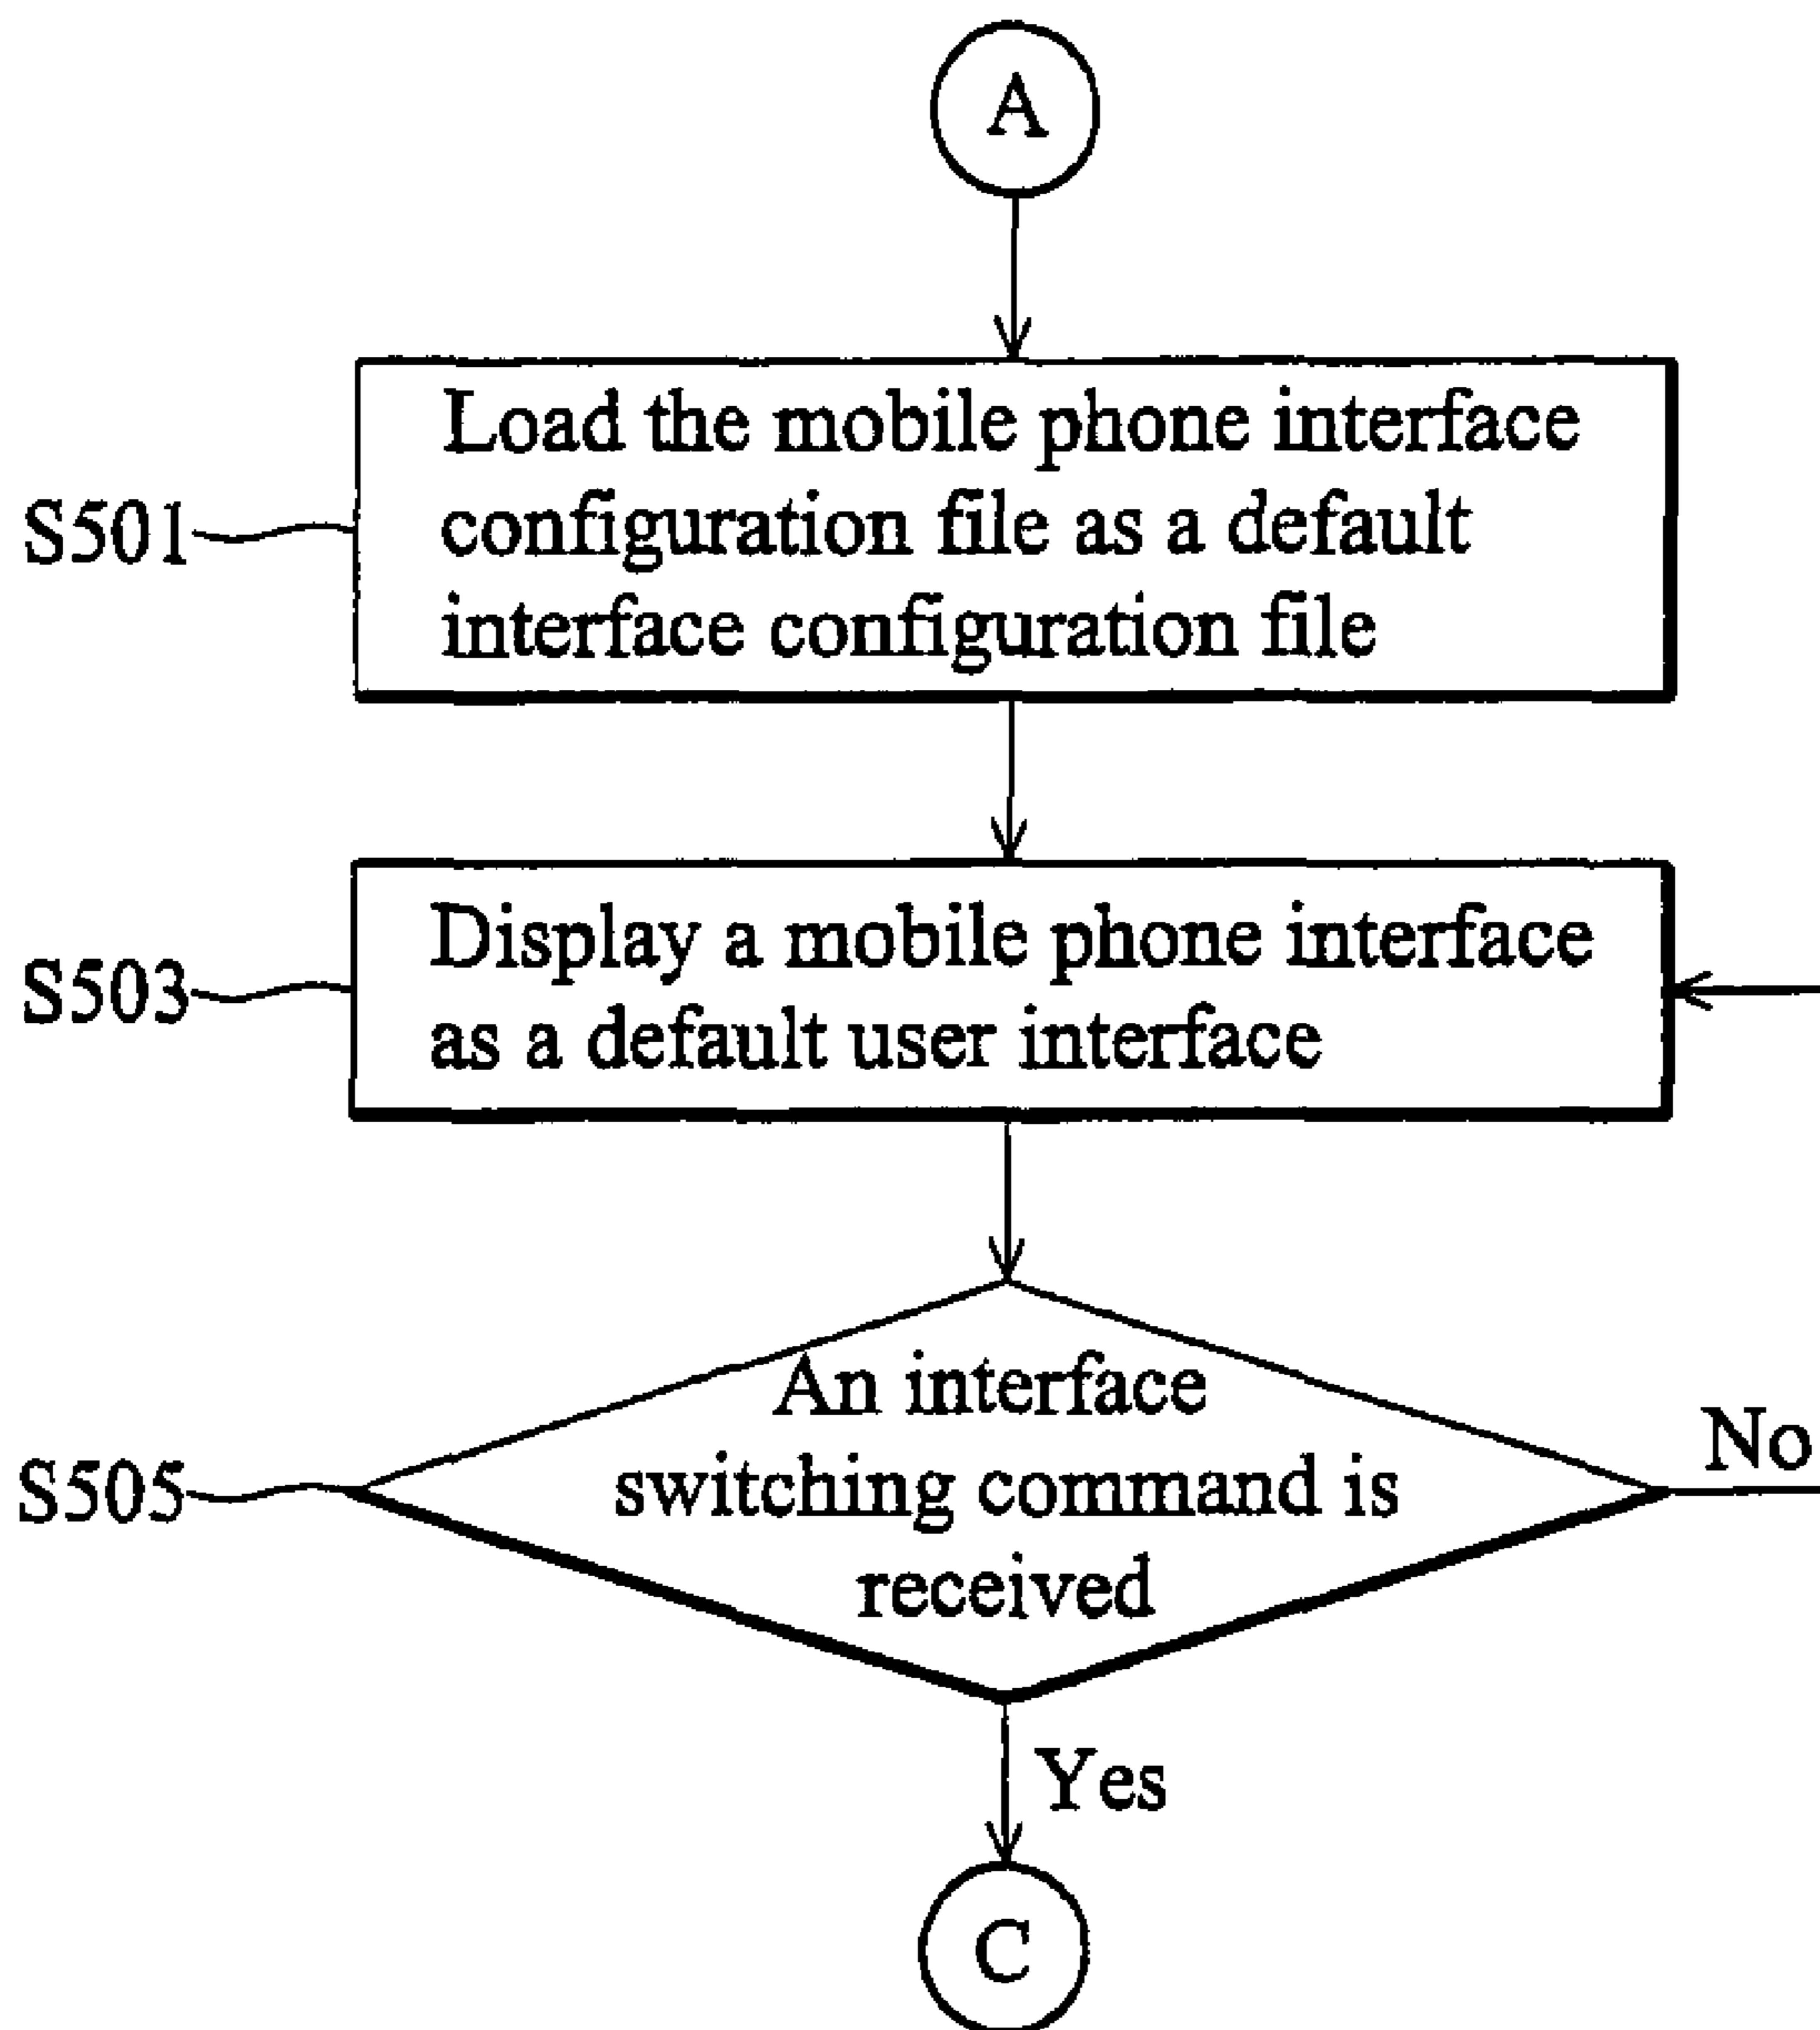 A
Load the mobile phone interface
configuration file as a default
interface configuration file
S501
Display a mobile phone interface
as a default user interface
S503
An interface
switching command is
received
S505
No
Yes
C